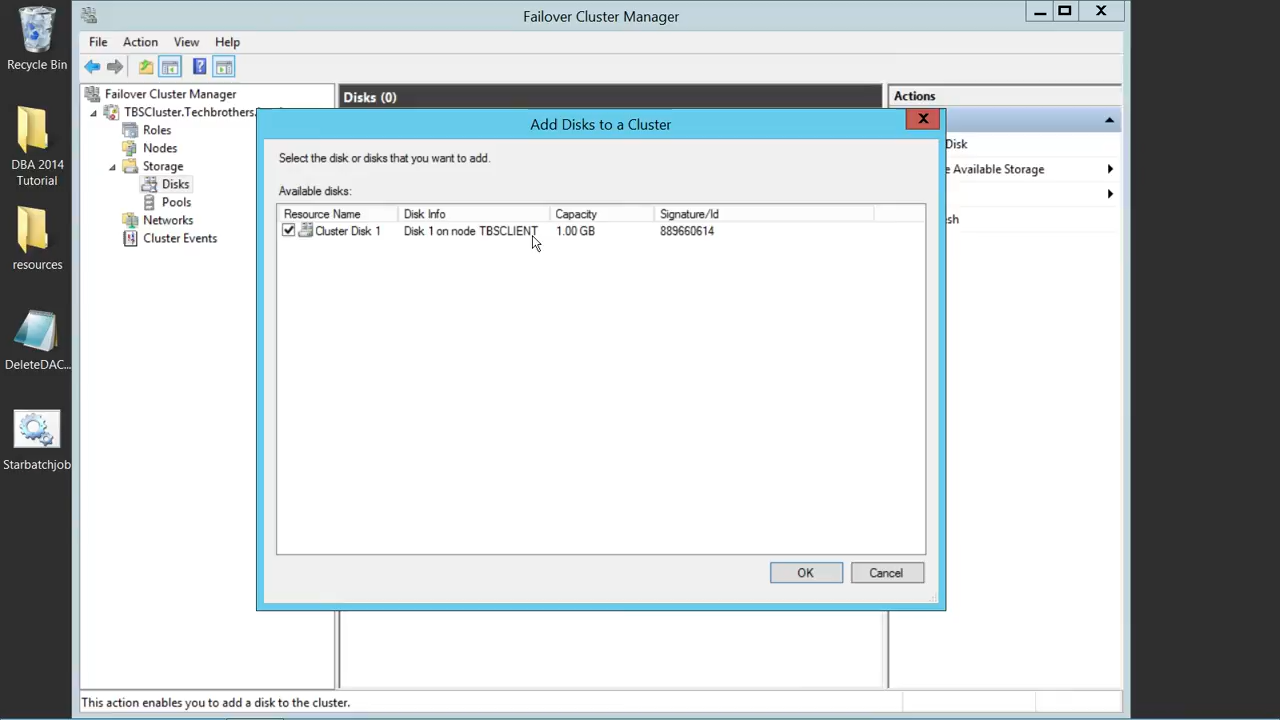 Recycle Bin
DBA 2014
Tutorial
resources
DeleteDAC...
Starbatchjob
Failover Cluster Manager
File Action View Help
Failover Cluster Manager
TBSCluster.Techbrothers.
Roles
Nodes
Storage
Disks
Pools
Networks
Cluster Events
Disks (0)
Actions
Disk
e Available Storage
esh
Add Disks to a Cluster
Select the disk or disks that you want to add.
Available disks:
Resource Name Disk Info Capacity Signature/Id
Cluster Disk 1 Disk 1 on node TBSCLIENT 1.00 GB 889660614
OK Cancel
This action enables you to add a disk to the cluster.